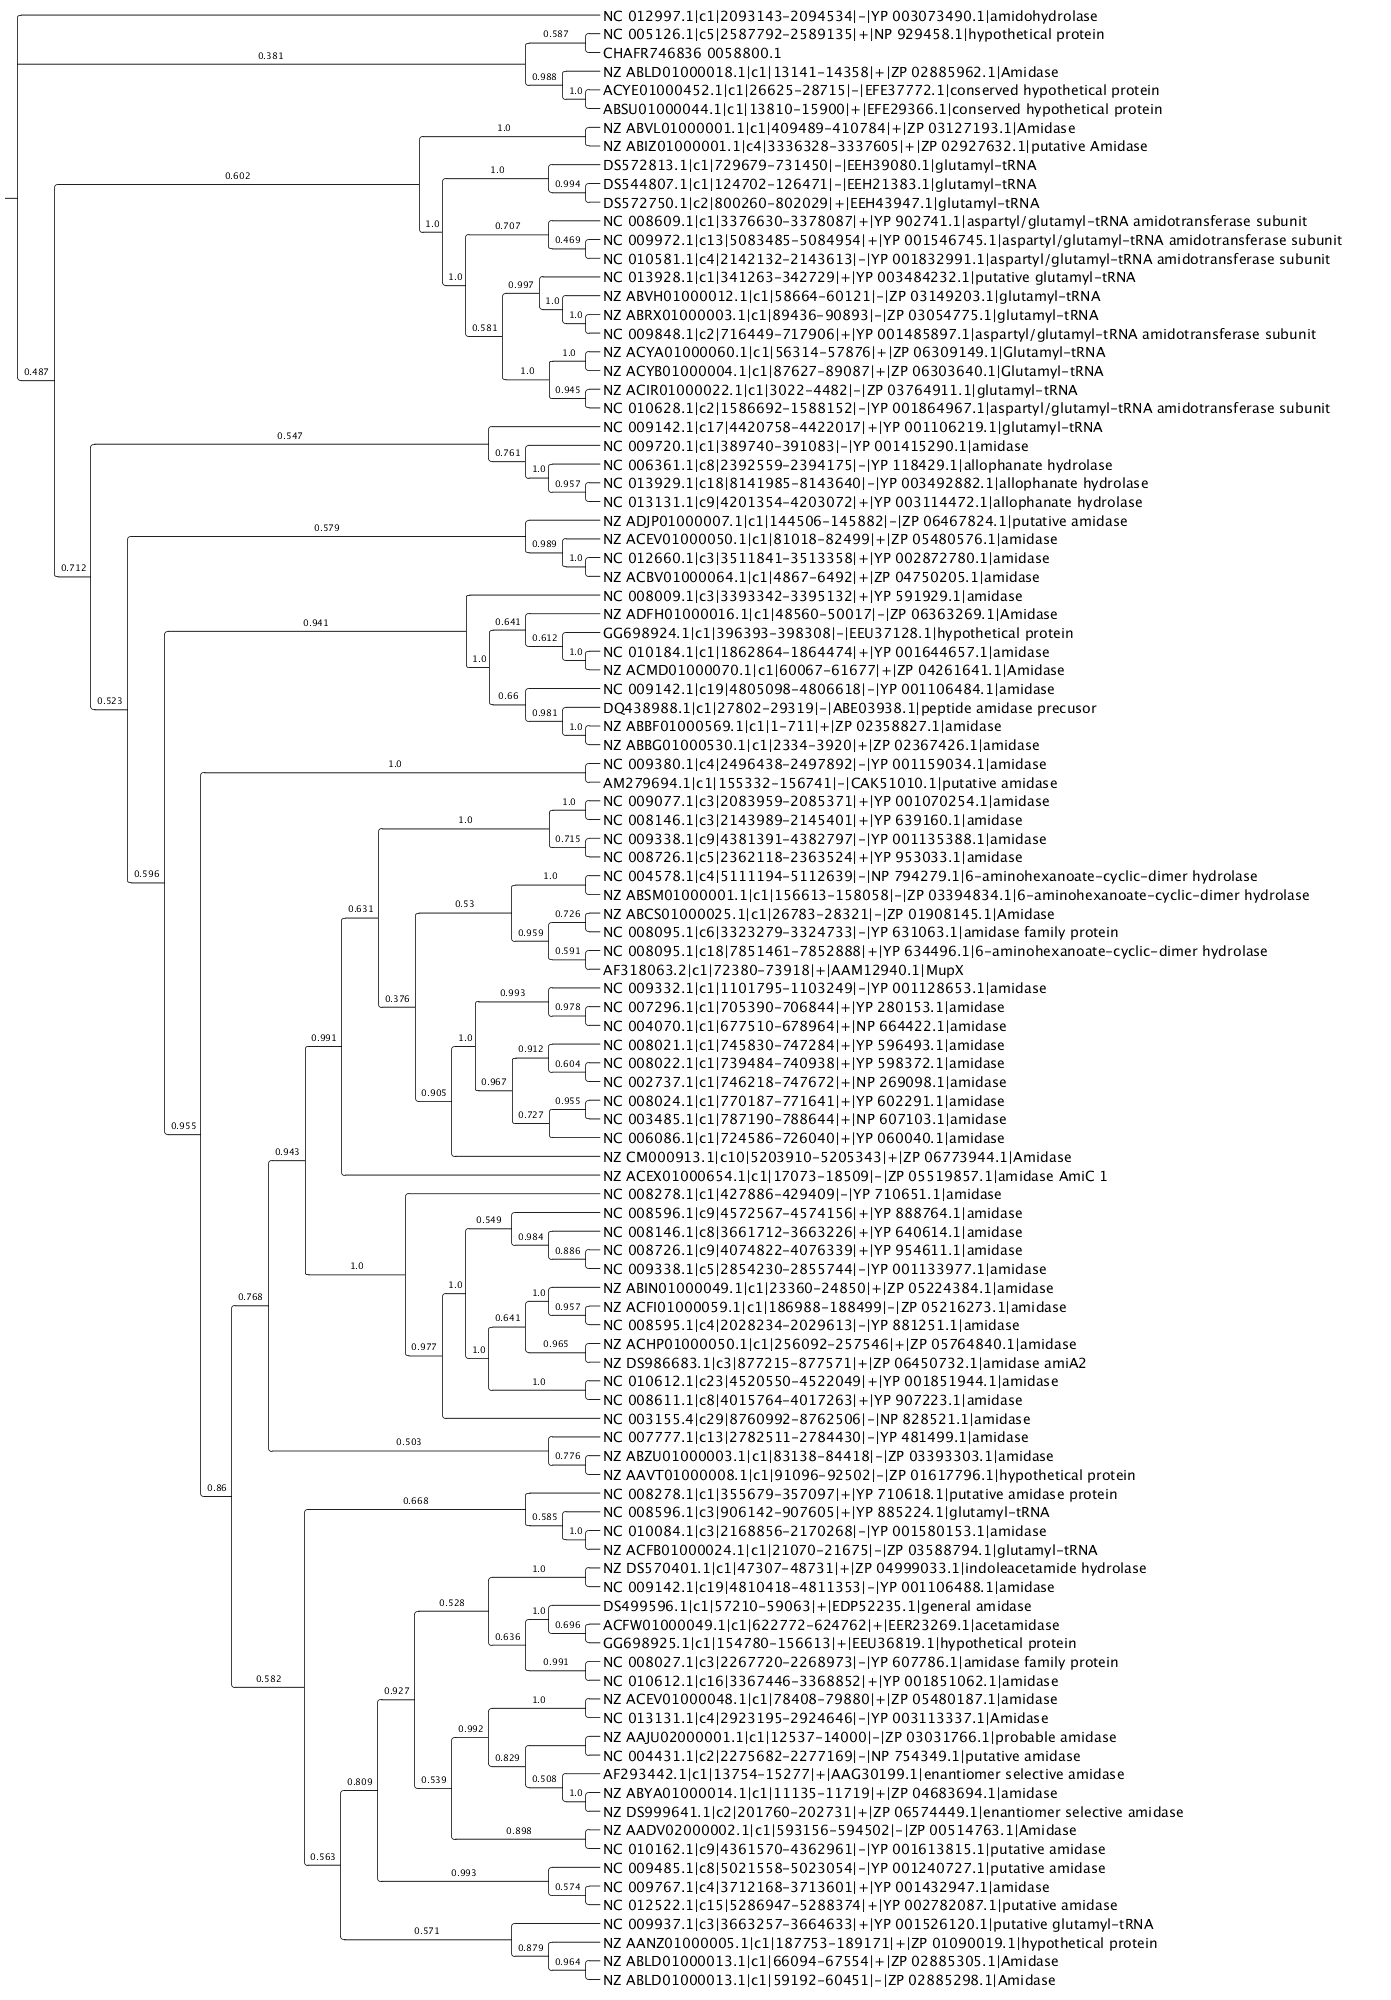 NC 012997.1|c1|2093143-2094534|-|YP 003073490.1|amidohydrolase
0.587
NC 005126.1|c5|2587792-2589135|+|NP 929458.1|hypothetical protein
CHAFR746836 0058800.1
0.381
NZ ABLD01000018.1|c1|13141-14358|+|ZP 02885962.1|Amidase
0.988
1.0
ACYE01000452.1|c1|26625-28715|-|EFE37772.1|conserved hypothetical protein
ABSU01000044.1|c1|13810-15900|+|EFE29366.1|conserved hypothetical protein
1.0
NZ ABVL01000001.1|c1|409489-410784|+|ZP 03127193.1|Amidase
NZ ABIZ01000001.1|c4|3336328-3337605|+|ZP 02927632.1|putative Amidase
0.602
1.0
DS572813.1|c1|729679-731450|-|EEH39080.1|glutamyl-tRNA
0.994
DS544807.1|c1|124702-126471|-|EEH21383.1|glutamyl-tRNA
DS572750.1|c2|800260-802029|+|EEH43947.1|glutamyl-tRNA
1.0
0.707
NC 008609.1|c1|3376630-3378087|+|YP 902741.1|aspartyl/glutamyl-tRNA amidotransferase subunit
0.469
NC 009972.1|c13|5083485-5084954|+|YP 001546745.1|aspartyl/glutamyl-tRNA amidotransferase subunit
NC 010581.1|c4|2142132-2143613|-|YP 001832991.1|aspartyl/glutamyl-tRNA amidotransferase subunit
1.0
0.997
NC 013928.1|c1|341263-342729|+|YP 003484232.1|putative glutamyl-tRNA
1.0
NZ ABVH01000012.1|c1|58664-60121|-|ZP 03149203.1|glutamyl-tRNA
1.0
NZ ABRX01000003.1|c1|89436-90893|-|ZP 03054775.1|glutamyl-tRNA
0.581
NC 009848.1|c2|716449-717906|+|YP 001485897.1|aspartyl/glutamyl-tRNA amidotransferase subunit
1.0
NZ ACYA01000060.1|c1|56314-57876|+|ZP 06309149.1|Glutamyl-tRNA
0.487
1.0
NZ ACYB01000004.1|c1|87627-89087|+|ZP 06303640.1|Glutamyl-tRNA
0.945
NZ ACIR01000022.1|c1|3022-4482|-|ZP 03764911.1|glutamyl-tRNA
NC 010628.1|c2|1586692-1588152|-|YP 001864967.1|aspartyl/glutamyl-tRNA amidotransferase subunit
0.547
NC 009142.1|c17|4420758-4422017|+|YP 001106219.1|glutamyl-tRNA
0.761
NC 009720.1|c1|389740-391083|-|YP 001415290.1|amidase
1.0
NC 006361.1|c8|2392559-2394175|-|YP 118429.1|allophanate hydrolase
0.957
NC 013929.1|c18|8141985-8143640|-|YP 003492882.1|allophanate hydrolase
NC 013131.1|c9|4201354-4203072|+|YP 003114472.1|allophanate hydrolase
0.579
NZ ADJP01000007.1|c1|144506-145882|-|ZP 06467824.1|putative amidase
0.989
NZ ACEV01000050.1|c1|81018-82499|+|ZP 05480576.1|amidase
0.712
1.0
NC 012660.1|c3|3511841-3513358|+|YP 002872780.1|amidase
NZ ACBV01000064.1|c1|4867-6492|+|ZP 04750205.1|amidase
NC 008009.1|c3|3393342-3395132|+|YP 591929.1|amidase
0.941
0.641
NZ ADFH01000016.1|c1|48560-50017|-|ZP 06363269.1|Amidase
0.612
GG698924.1|c1|396393-398308|-|EEU37128.1|hypothetical protein
1.0
1.0
NC 010184.1|c1|1862864-1864474|+|YP 001644657.1|amidase
NZ ACMD01000070.1|c1|60067-61677|+|ZP 04261641.1|Amidase
0.523
0.66
NC 009142.1|c19|4805098-4806618|-|YP 001106484.1|amidase
0.981
DQ438988.1|c1|27802-29319|-|ABE03938.1|peptide amidase precusor
1.0
NZ ABBF01000569.1|c1|1-711|+|ZP 02358827.1|amidase
NZ ABBG01000530.1|c1|2334-3920|+|ZP 02367426.1|amidase
1.0
NC 009380.1|c4|2496438-2497892|-|YP 001159034.1|amidase
AM279694.1|c1|155332-156741|-|CAK51010.1|putative amidase
1.0
NC 009077.1|c3|2083959-2085371|+|YP 001070254.1|amidase
1.0
NC 008146.1|c3|2143989-2145401|+|YP 639160.1|amidase
0.715
NC 009338.1|c9|4381391-4382797|-|YP 001135388.1|amidase
NC 008726.1|c5|2362118-2363524|+|YP 953033.1|amidase
0.596
1.0
NC 004578.1|c4|5111194-5112639|-|NP 794279.1|6-aminohexanoate-cyclic-dimer hydrolase
NZ ABSM01000001.1|c1|156613-158058|-|ZP 03394834.1|6-aminohexanoate-cyclic-dimer hydrolase
0.631
0.53
0.726
NZ ABCS01000025.1|c1|26783-28321|-|ZP 01908145.1|Amidase
0.959
NC 008095.1|c6|3323279-3324733|-|YP 631063.1|amidase family protein
0.591
NC 008095.1|c18|7851461-7852888|+|YP 634496.1|6-aminohexanoate-cyclic-dimer hydrolase
AF318063.2|c1|72380-73918|+|AAM12940.1|MupX
0.376
0.993
NC 009332.1|c1|1101795-1103249|-|YP 001128653.1|amidase
0.978
NC 007296.1|c1|705390-706844|+|YP 280153.1|amidase
NC 004070.1|c1|677510-678964|+|NP 664422.1|amidase
0.991
1.0
0.912
NC 008021.1|c1|745830-747284|+|YP 596493.1|amidase
0.604
NC 008022.1|c1|739484-740938|+|YP 598372.1|amidase
0.967
NC 002737.1|c1|746218-747672|+|NP 269098.1|amidase
0.905
0.955
NC 008024.1|c1|770187-771641|+|YP 602291.1|amidase
0.727
NC 003485.1|c1|787190-788644|+|NP 607103.1|amidase
0.955
NC 006086.1|c1|724586-726040|+|YP 060040.1|amidase
0.943
NZ CM000913.1|c10|5203910-5205343|+|ZP 06773944.1|Amidase
NZ ACEX01000654.1|c1|17073-18509|-|ZP 05519857.1|amidase AmiC 1
NC 008278.1|c1|427886-429409|-|YP 710651.1|amidase
0.549
NC 008596.1|c9|4572567-4574156|+|YP 888764.1|amidase
0.984
NC 008146.1|c8|3661712-3663226|+|YP 640614.1|amidase
0.886
NC 008726.1|c9|4074822-4076339|+|YP 954611.1|amidase
1.0
NC 009338.1|c5|2854230-2855744|-|YP 001133977.1|amidase
1.0
1.0
NZ ABIN01000049.1|c1|23360-24850|+|ZP 05224384.1|amidase
0.768
0.957
NZ ACFI01000059.1|c1|186988-188499|-|ZP 05216273.1|amidase
0.641
NC 008595.1|c4|2028234-2029613|-|YP 881251.1|amidase
0.977
1.0
0.965
NZ ACHP01000050.1|c1|256092-257546|+|ZP 05764840.1|amidase
NZ DS986683.1|c3|877215-877571|+|ZP 06450732.1|amidase amiA2
1.0
NC 010612.1|c23|4520550-4522049|+|YP 001851944.1|amidase
NC 008611.1|c8|4015764-4017263|+|YP 907223.1|amidase
NC 003155.4|c29|8760992-8762506|-|NP 828521.1|amidase
0.503
NC 007777.1|c13|2782511-2784430|-|YP 481499.1|amidase
0.776
NZ ABZU01000003.1|c1|83138-84418|-|ZP 03393303.1|amidase
NZ AAVT01000008.1|c1|91096-92502|-|ZP 01617796.1|hypothetical protein
0.86
0.668
NC 008278.1|c1|355679-357097|+|YP 710618.1|putative amidase protein
0.585
NC 008596.1|c3|906142-907605|+|YP 885224.1|glutamyl-tRNA
1.0
NC 010084.1|c3|2168856-2170268|-|YP 001580153.1|amidase
NZ ACFB01000024.1|c1|21070-21675|-|ZP 03588794.1|glutamyl-tRNA
1.0
NZ DS570401.1|c1|47307-48731|+|ZP 04999033.1|indoleacetamide hydrolase
NC 009142.1|c19|4810418-4811353|-|YP 001106488.1|amidase
0.528
1.0
DS499596.1|c1|57210-59063|+|EDP52235.1|general amidase
0.696
ACFW01000049.1|c1|622772-624762|+|EER23269.1|acetamidase
0.636
GG698925.1|c1|154780-156613|+|EEU36819.1|hypothetical protein
0.991
NC 008027.1|c3|2267720-2268973|-|YP 607786.1|amidase family protein
0.582
NC 010612.1|c16|3367446-3368852|+|YP 001851062.1|amidase
0.927
1.0
NZ ACEV01000048.1|c1|78408-79880|+|ZP 05480187.1|amidase
NC 013131.1|c4|2923195-2924646|-|YP 003113337.1|Amidase
0.992
NZ AAJU02000001.1|c1|12537-14000|-|ZP 03031766.1|probable amidase
0.829
NC 004431.1|c2|2275682-2277169|-|NP 754349.1|putative amidase
0.809
0.539
0.508
AF293442.1|c1|13754-15277|+|AAG30199.1|enantiomer selective amidase
1.0
NZ ABYA01000014.1|c1|11135-11719|+|ZP 04683694.1|amidase
NZ DS999641.1|c2|201760-202731|+|ZP 06574449.1|enantiomer selective amidase
0.898
NZ AADV02000002.1|c1|593156-594502|-|ZP 00514763.1|Amidase
NC 010162.1|c9|4361570-4362961|-|YP 001613815.1|putative amidase
0.563
0.993
NC 009485.1|c8|5021558-5023054|-|YP 001240727.1|putative amidase
0.574
NC 009767.1|c4|3712168-3713601|+|YP 001432947.1|amidase
NC 012522.1|c15|5286947-5288374|+|YP 002782087.1|putative amidase
0.571
NC 009937.1|c3|3663257-3664633|+|YP 001526120.1|putative glutamyl-tRNA
0.879
NZ AANZ01000005.1|c1|187753-189171|+|ZP 01090019.1|hypothetical protein
0.964
NZ ABLD01000013.1|c1|66094-67554|+|ZP 02885305.1|Amidase
NZ ABLD01000013.1|c1|59192-60451|-|ZP 02885298.1|Amidase